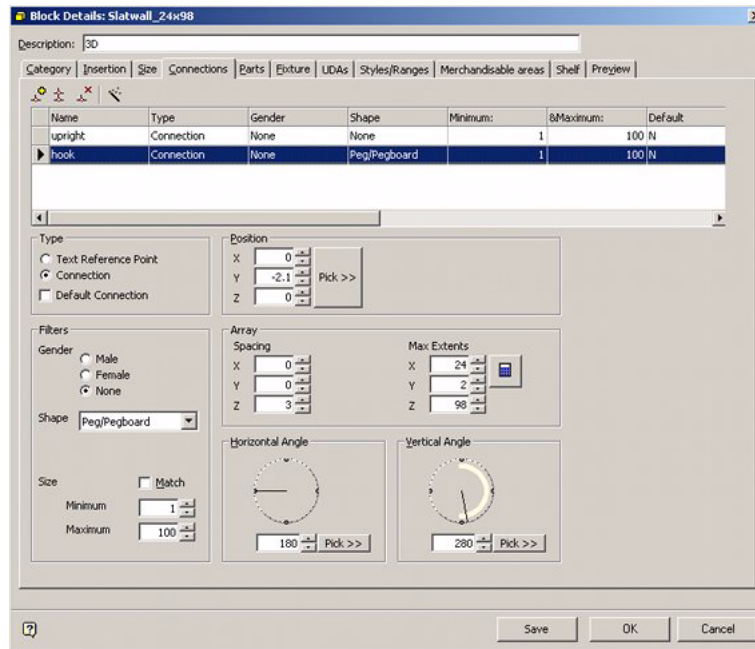 Block Details: Slatwall_24x98
Description: 3D
Category Insertion Size Connections Parts Fixture UDAs Styles/Ranges Merchandisable areas Shelf Preview
Name Type Gender Shape Minimum: &Maximum: Default
upright Connection None None 1 100 N
hook Connection None Peg/Pegboard 1 100 N
Type
Text Reference Point
Connection
Default Connection
Position
X 0
Y -2.1 Pick >>
Z 0
Filters
Gender
Male
Female
None
Shape Peg/Pegboard
Size Match
Minimum 1
Maximum 100
Array
Spacing Max Extents
X 0 X 24
Y 0 Y 2
Z 3 Z 98
Horizontal Angle
180 Pick >>
Vertical Angle
280 Pick >>
?
Save OK Cancel